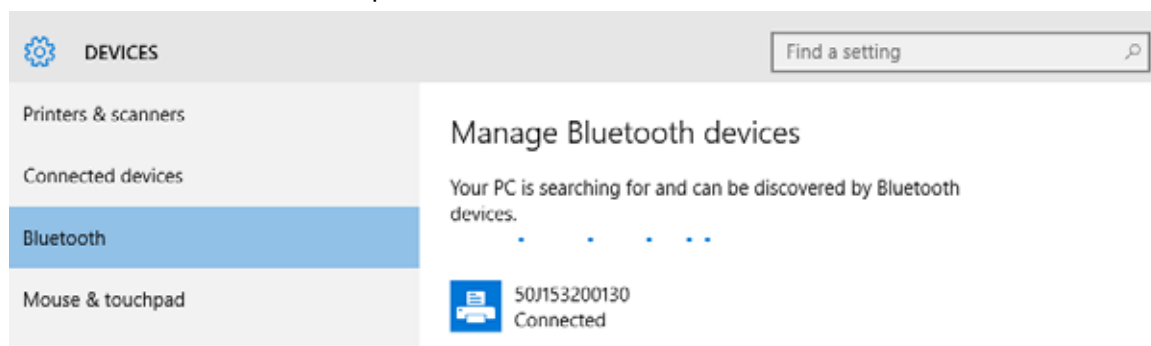 DEVICES
Find a setting
Printers & scanners
Connected devices
Bluetooth
Mouse & touchpad
Manage Bluetooth devices
Your PC is searching for and can be discovered by Bluetooth
devices.
50J153200130
Connected